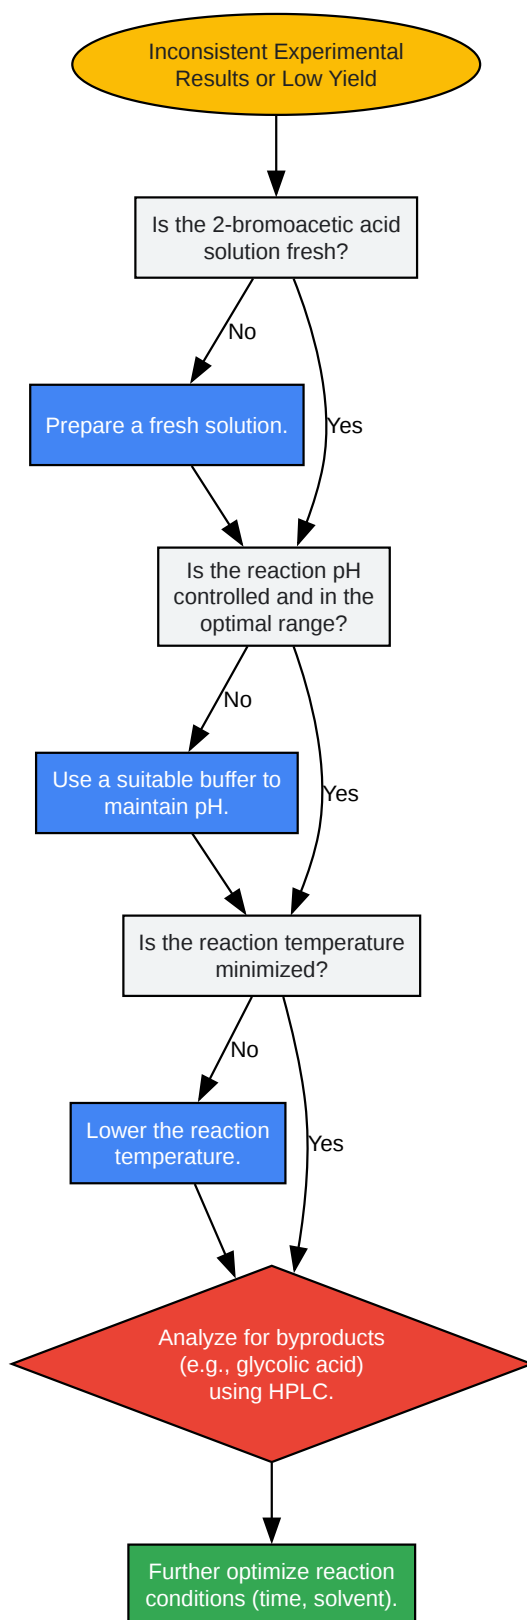 Inconsistent Experimental
Results or Low Yield
Is the 2-bromoacetic acid
solution fresh?
No
Prepare a fresh solution.
Yes
Is the reaction pH
controlled and in the
optimal range?
No
Use a suitable buffer to
maintain pH.
Yes
Is the reaction temperature
minimized?
No
Lower the reaction
temperature.
Yes
Analyze for byproducts
(e.g., glycolic acid)
using HPLC.
Further optimize reaction
conditions (time, solvent).